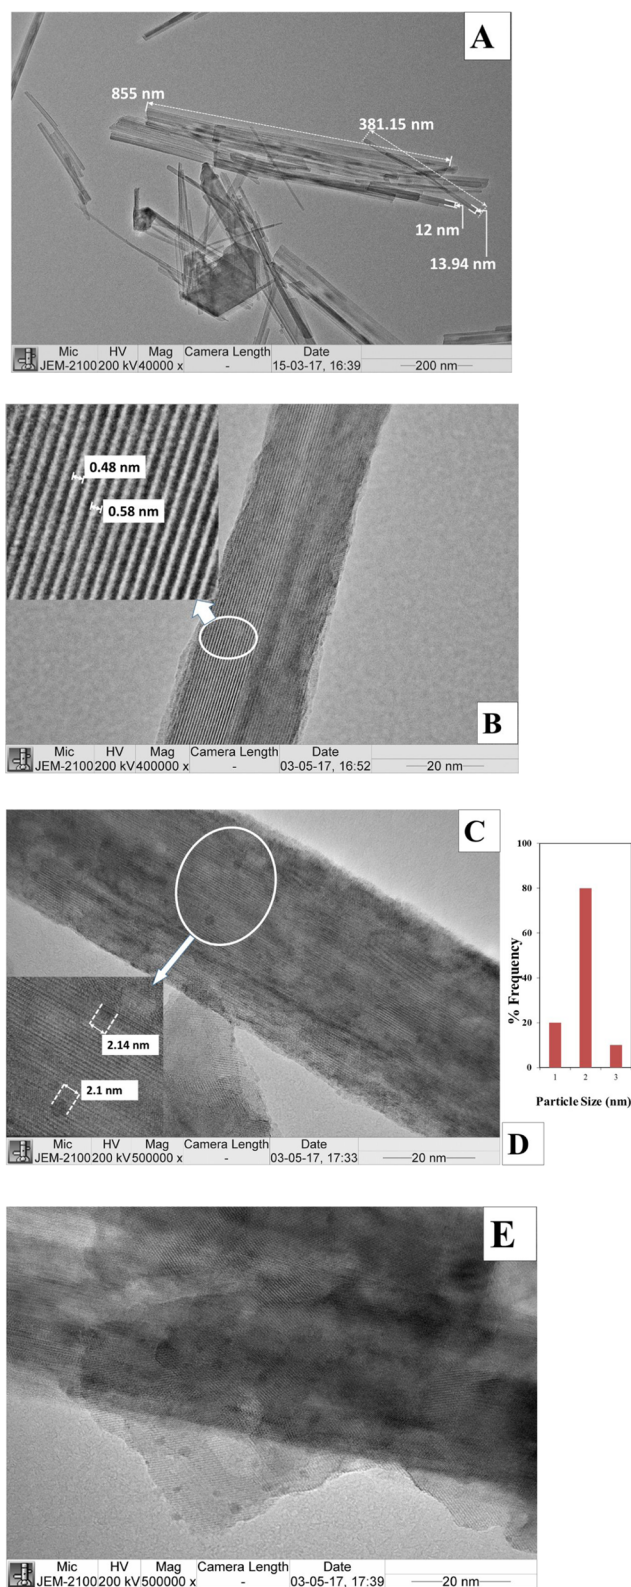 A
855 nm
381.15 nm
12 nm
13.94 nm
Mic HV Mag Camera Length Date
JEM-2100 200 kV 40000 x - 15-03-17, 16:39 200 nm
0.48 nm
0.58 nm
B
Mic HV Mag Camera Length Date
JEM-2100 200 kV 400000 x - 03-05-17, 16:52 20 nm
C
2.14 nm
2.1 nm
Mic HV Mag Camera Length Date
JEM-2100 200 kV 500000 x - 03-05-17, 17:33 20 nm
100
80
60
40
20
0
% Frequency
1 2 3
Particle Size (nm)
D
E
Mic HV Mag Camera Length Date
JEM-2100 200 kV 500000 x - 03-05-17, 17:39 20 nm